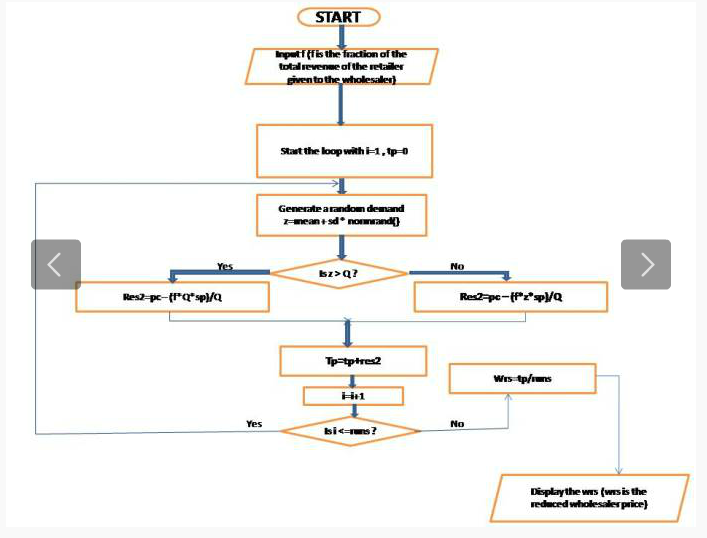 START
Input f (f is the fraction of the
total revenue of the retailer
given to the wholesaler)
Start the loop with i=1 , tp=0
Generate a random demand
z=mean + sd * normrand()
Is z > Q ?
Yes
No
Res2=pc-(f*Q*sp)/Q
Res2=pc – (f*z*sp)/Q
Tp=tp+res2
i=i+1
Is i <=runs ?
Yes
No
Wrs=tp/runs
Display the wrs (wrs is the
reduced wholesaler price)